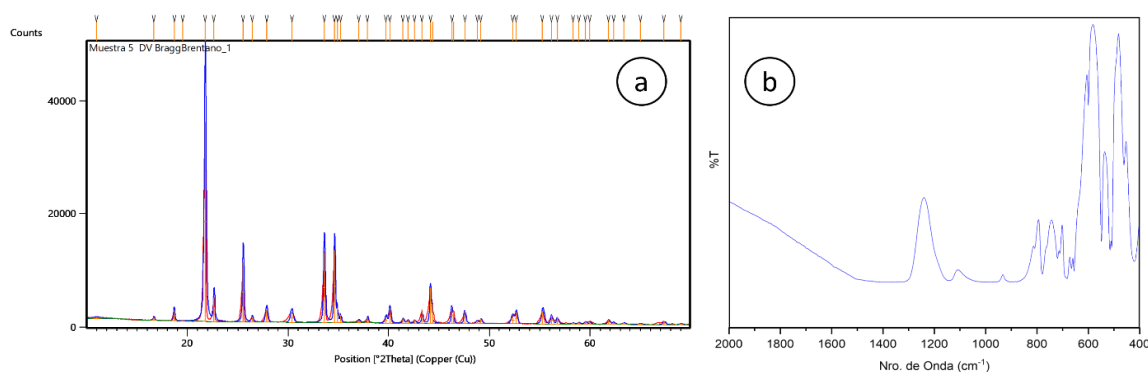 Counts
Muestra 5 DV BraggBrentano_1
a
40000
20000
0
20
30
40
50
60
Position [°2Theta] (Copper (Cu))
b
%T
2000
1800
1600
1400
1200
1000
800
600
400
Nro. de Onda (cm⁻¹)